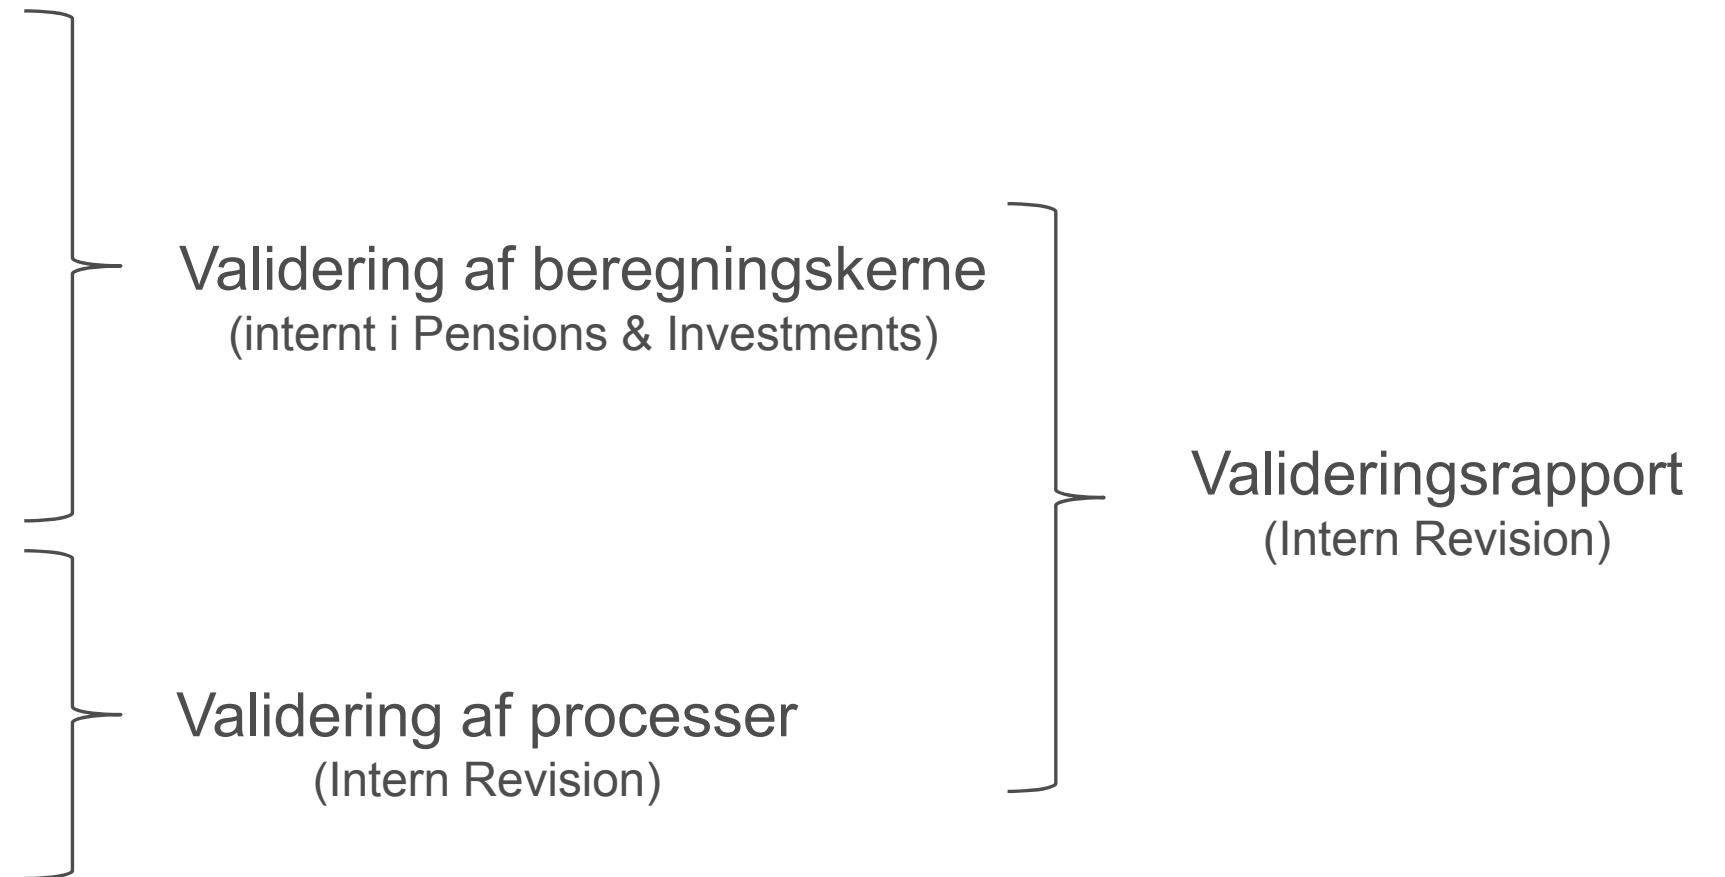 Validering af beregningskerne
(internt i Pensions & Investments)
Valideringsrapport
(Intern Revision)
Validering af processer
(Intern Revision)